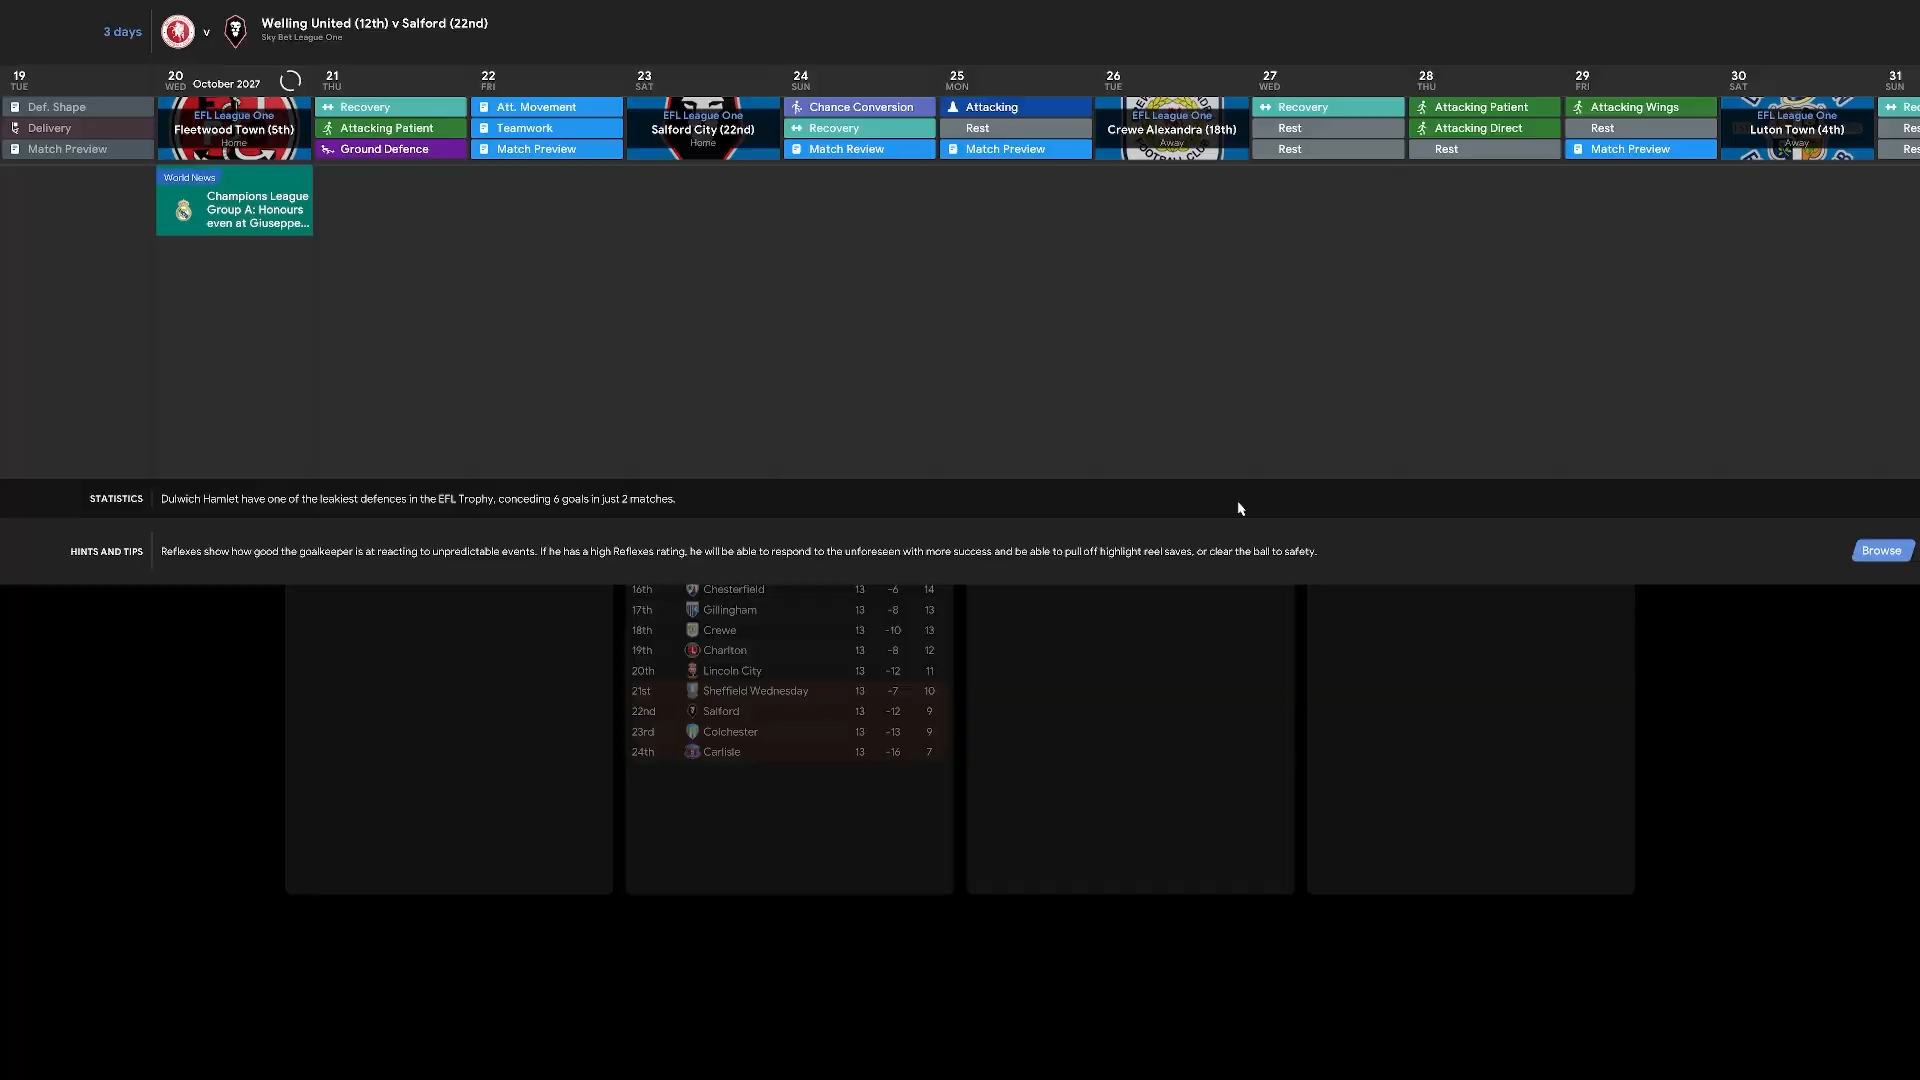 3 days
v
Welling United (12th) v Salford (22nd)
Sky Bet League One
19
TUE
Def. Shape
Delivery
Match Preview
20
WED
October 2027
EFL League One
Fleetwood Town (5th)
Home
World News
Champions League
Group A: Honours
even at Giuseppe...
21
THU
Recovery
Attacking Patient
Ground Defence
22
FRI
Att. Movement
Teamwork
Match Preview
23
SAT
EFL League One
Salford City (22nd)
Home
24
SUN
Chance Conversion
Recovery
Match Review
25
MON
Attacking
Rest
Match Preview
26
TUE
EFL League One
Crewe Alexandra (18th)
Away
27
WED
Recovery
Rest
Rest
28
THU
Attacking Patient
Attacking Direct
Rest
29
FRI
Attacking Wings
Rest
Match Preview
30
SAT
EFL League One
Luton Town (4th)
Away
31
SUN
Rec
Res
Res
STATISTICS Dulwich Hamlet have one of the leakiest defences in the EFL Trophy, conceding 6 goals in just 2 matches.
HINTS AND TIPS Reflexes show how good the goalkeeper is at reacting to unpredictable events. If he has a high Reflexes rating, he will be able to respond to the unforeseen with more success and be able to pull off highlight reel saves, or clear the ball to safety.
Browse
16th Chesterfield 13 -6 14
17th Gillingham 13 -8 13
18th Crewe 13 -10 13
19th Charlton 13 -8 12
20th Lincoln City 13 -12 11
21st Sheffield Wednesday 13 -7 10
22nd Salford 13 -12 9
23rd Colchester 13 -13 9
24th Carlisle 13 -16 7